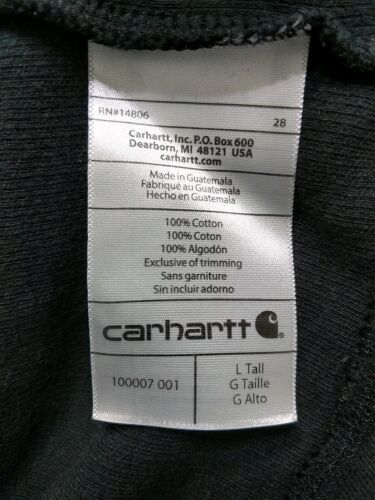 RN#14806 28
Carhartt, Inc. P.O. Box 600
Dearborn, MI 48121 USA
carhartt.com
Made in Guatemala
Fabriqué au Guatemala
Hecho en Guatemala
100% Cotton
100% Coton
100% Algodón
Exclusive of trimming
Sans garniture
Sin incluir adorno
carhartt
100007 001
L Tall
G Taille
G Alto